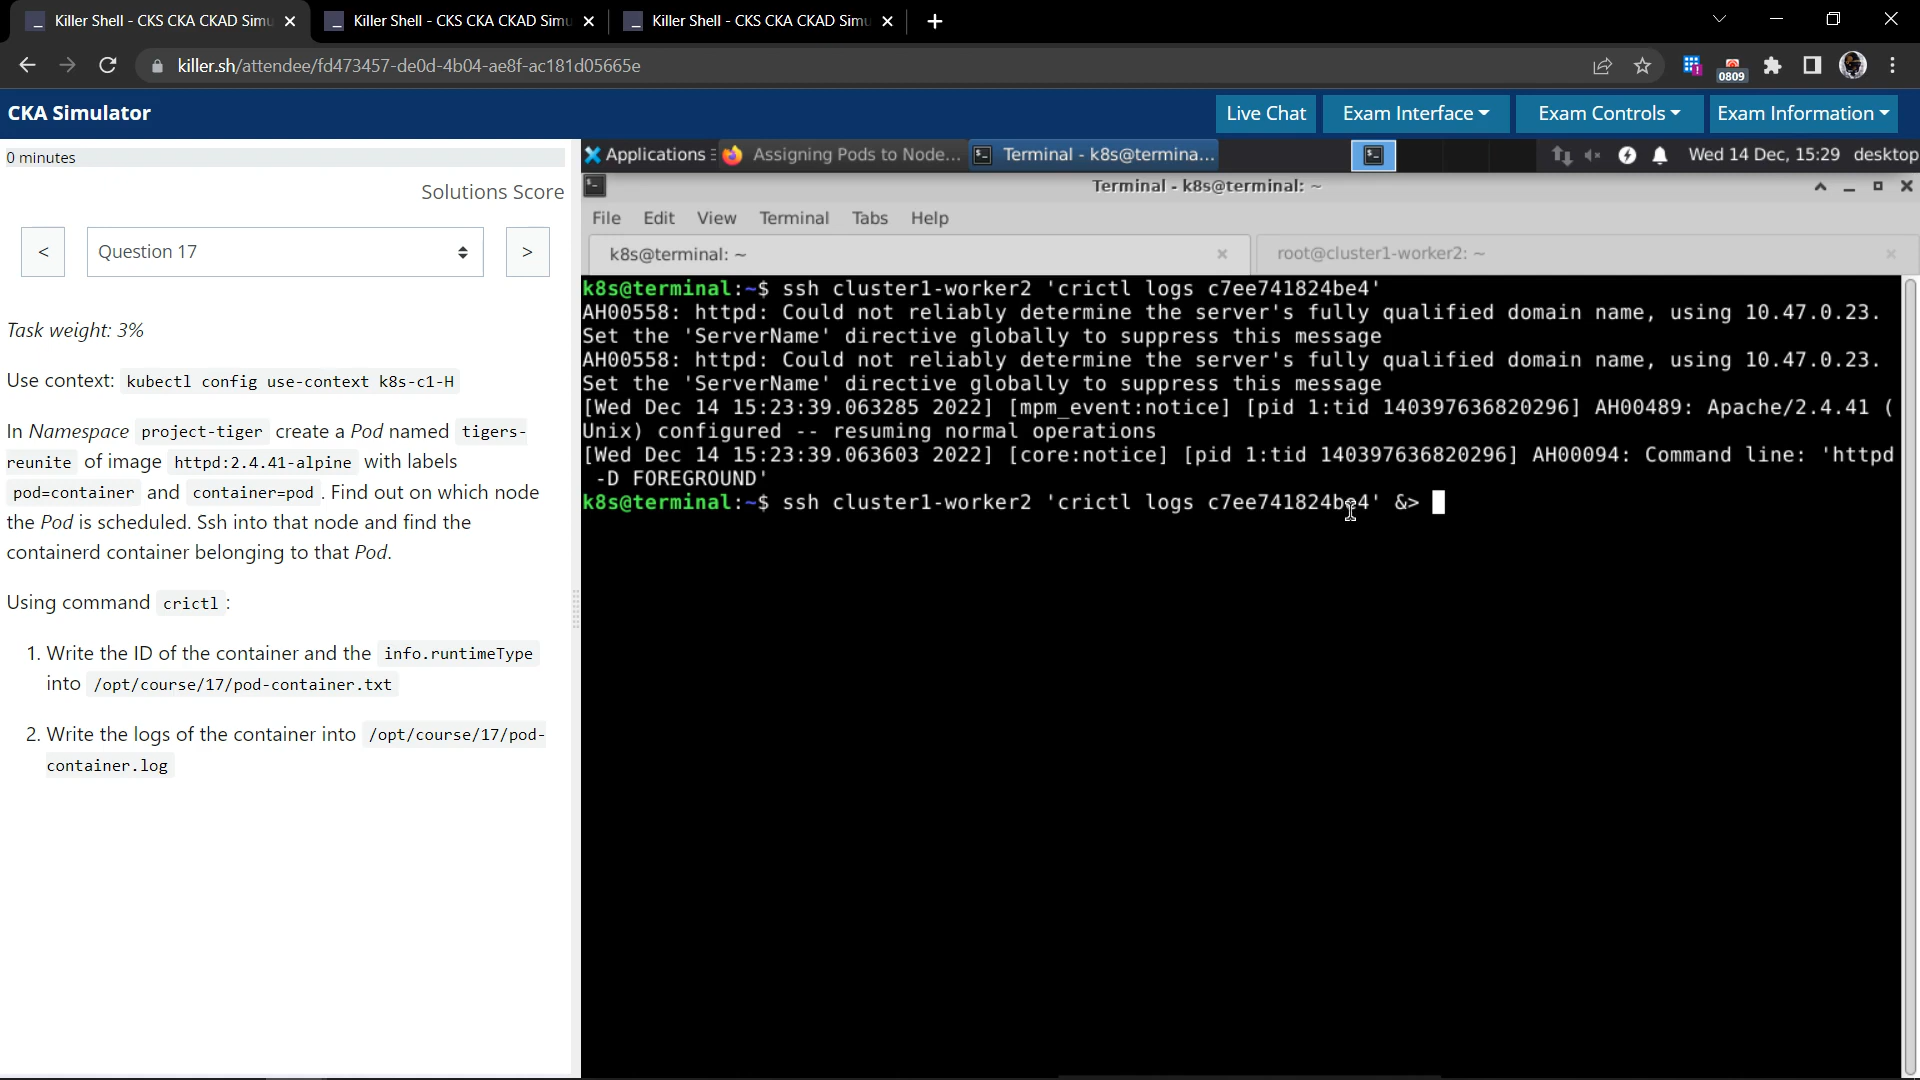 Killer Shell - CKS CKA CKAD Simu
Killer Shell - CKS CKA CKAD Simu
Killer Shell - CKS CKA CKAD Simu
killer.sh/attendee/fd473457-de0d-4b04-ae8f-ac181d05665e
0809
CKA Simulator
Live Chat
Exam Interface
Exam Controls
Exam Information
0 minutes
Solutions Score
<
Question 17
>
Task weight: 3%
Use context: kubectl config use-context k8s-c1-H
In Namespace project-tiger create a Pod named tigers-
reunite of image httpd:2.4.41-alpine with labels
pod=container and container=pod . Find out on which node
the Pod is scheduled. Ssh into that node and find the
containerd container belonging to that Pod.
Using command crictl :
1. Write the ID of the container and the info.runtimeType
into /opt/course/17/pod-container.txt
2. Write the logs of the container into /opt/course/17/pod-
container.log
Applications
Assigning Pods to Node...
Terminal - k8s@termina...
Wed 14 Dec, 15:29
desktop
Terminal - k8s@terminal: ~
File Edit View Terminal Tabs Help
k8s@terminal: ~
root@cluster1-worker2: ~
k8s@terminal:~$ ssh cluster1-worker2 'crictl logs c7ee741824be4'
AH00558: httpd: Could not reliably determine the server's fully qualified domain name, using 10.47.0.23.
Set the 'ServerName' directive globally to suppress this message
AH00558: httpd: Could not reliably determine the server's fully qualified domain name, using 10.47.0.23.
Set the 'ServerName' directive globally to suppress this message
[Wed Dec 14 15:23:39.063285 2022] [mpm_event:notice] [pid 1:tid 140397636820296] AH00489: Apache/2.4.41 (
Unix) configured -- resuming normal operations
[Wed Dec 14 15:23:39.063603 2022] [core:notice] [pid 1:tid 140397636820296] AH00094: Command line: 'httpd
-D FOREGROUND'
k8s@terminal:~$ ssh cluster1-worker2 'crictl logs c7ee741824be4' &>